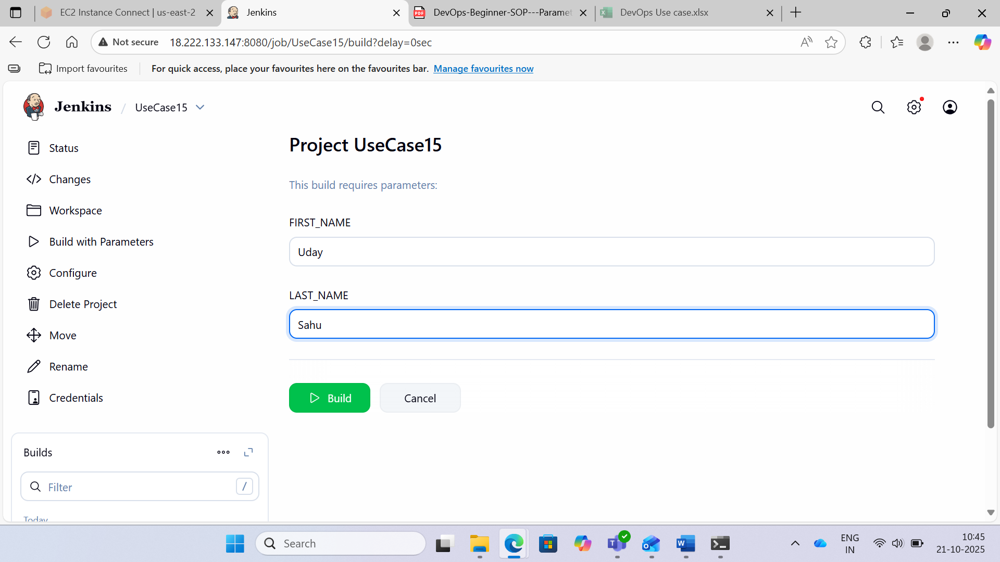 EC2 Instance Connect | us-east-2
Jenkins
DevOps-Beginner-SOP---Paramet
DevOps Use case.xlsx
Not secure
18.222.133.147:8080/job/UseCase15/build?delay=0sec
Import favourites
For quick access, place your favourites here on the favourites bar. Manage favourites now
Jenkins / UseCase15
Status
Changes
Workspace
Build with Parameters
Configure
Delete Project
Move
Rename
Credentials
Builds
Filter
/
Today
Project UseCase15
This build requires parameters:
FIRST_NAME
Uday
LAST_NAME
Sahu
Build
Cancel
Search
ENG
IN
10:45
21-10-2025